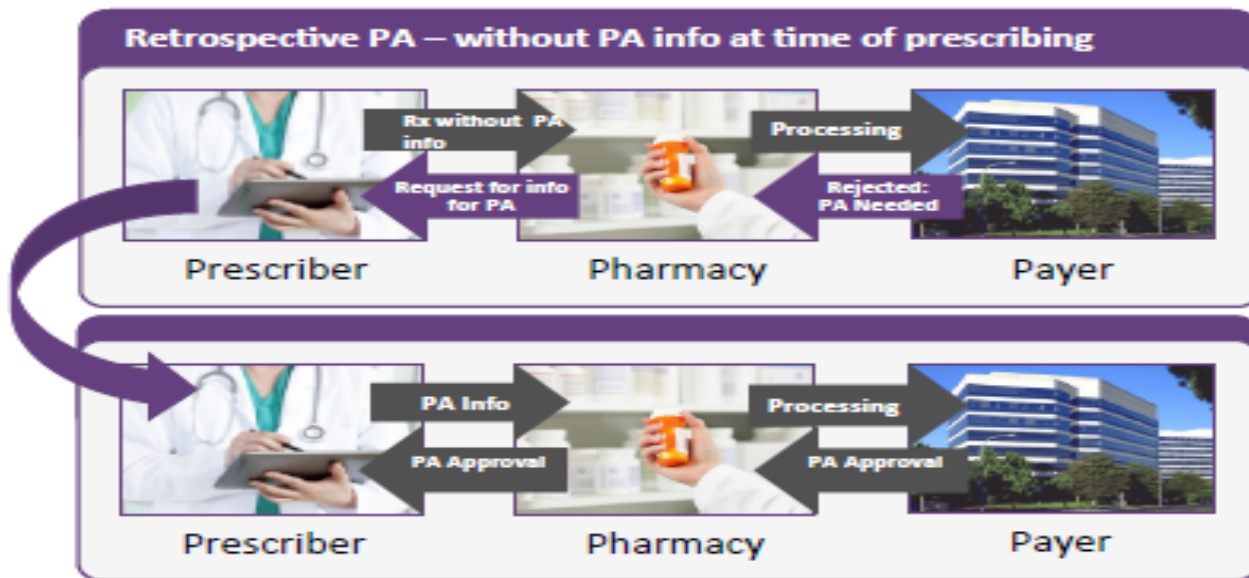 Retrospective PA – without PA info at time of prescribing
Rx without PA
info
Processing
Request for info
for PA
Rejected:
PA Needed
Prescriber
Pharmacy
Payer
PA Info
Processing
PA Approval
PA Approval
Prescriber
Pharmacy
Payer